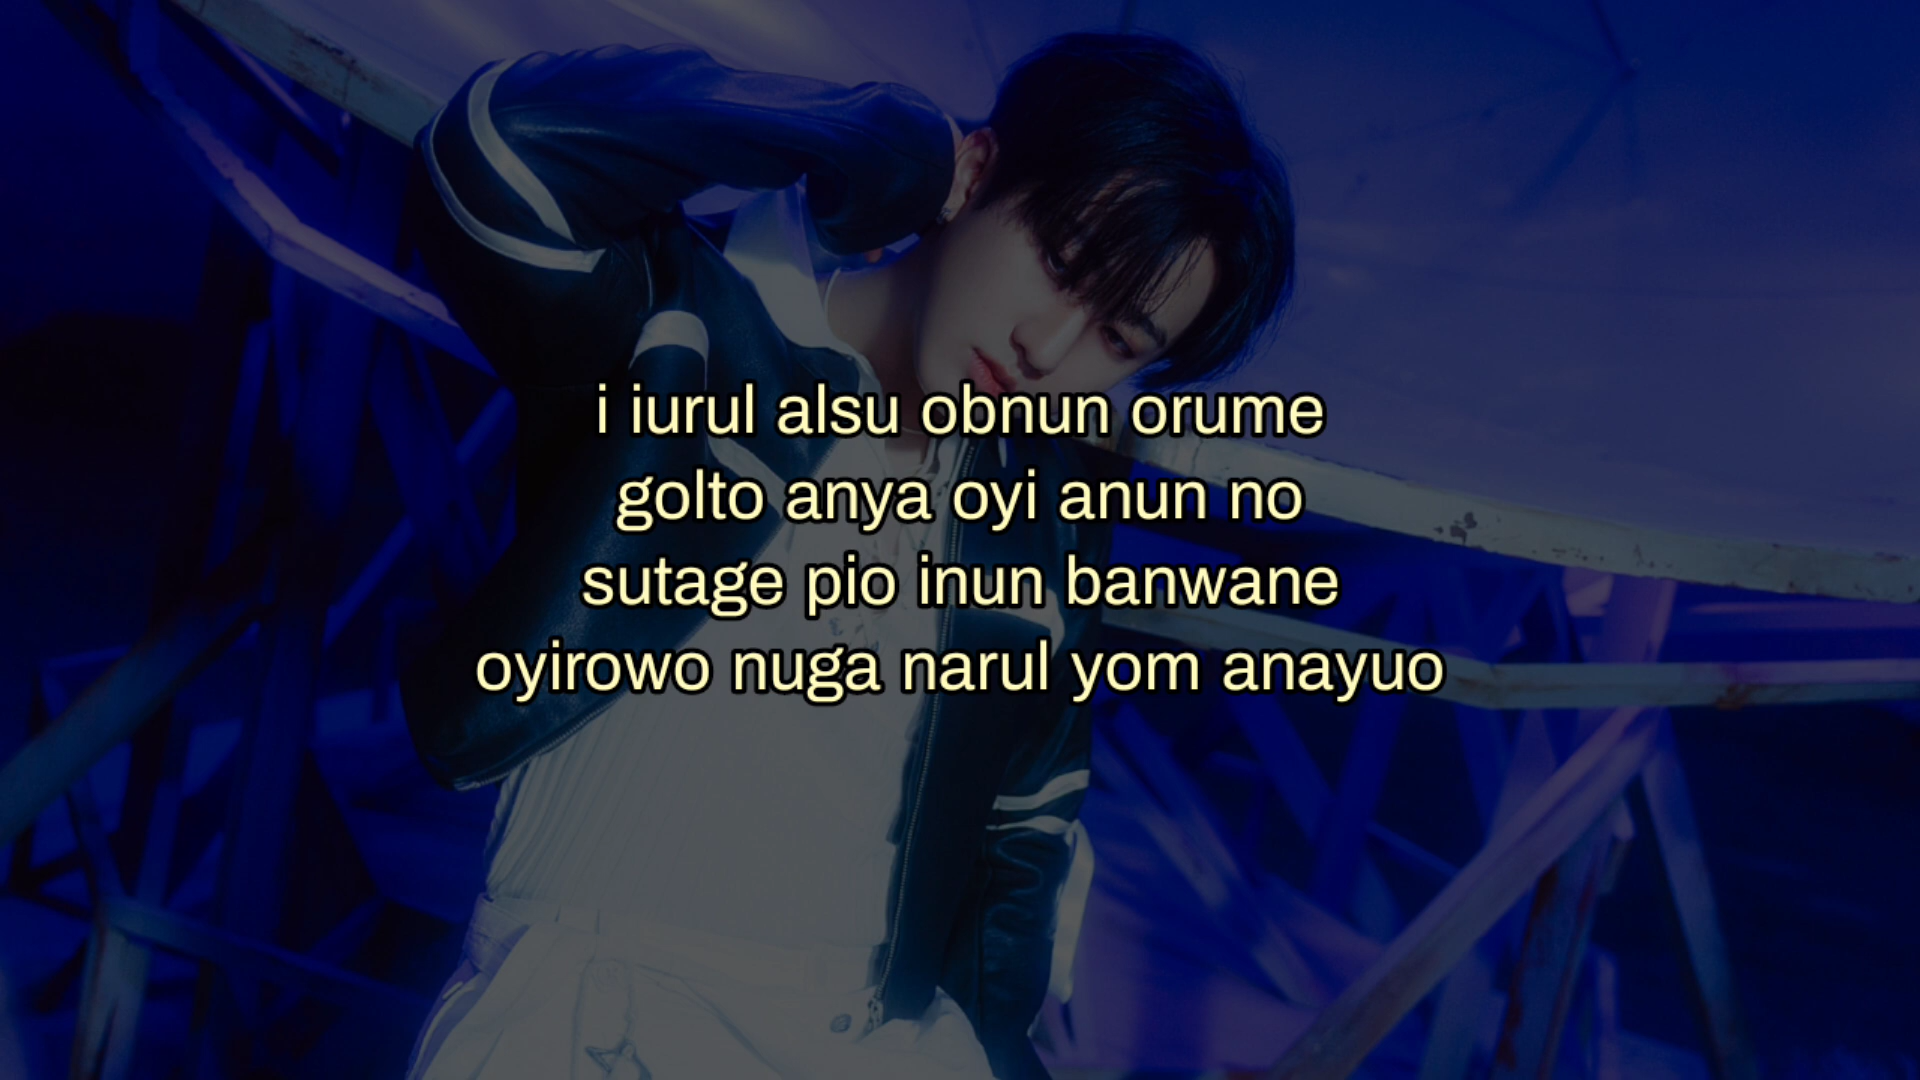 i iurul alsu obnun orume
golto anya oyi anun no
sutage pio inun banwane
oyirowo nuga narul yom anayuo